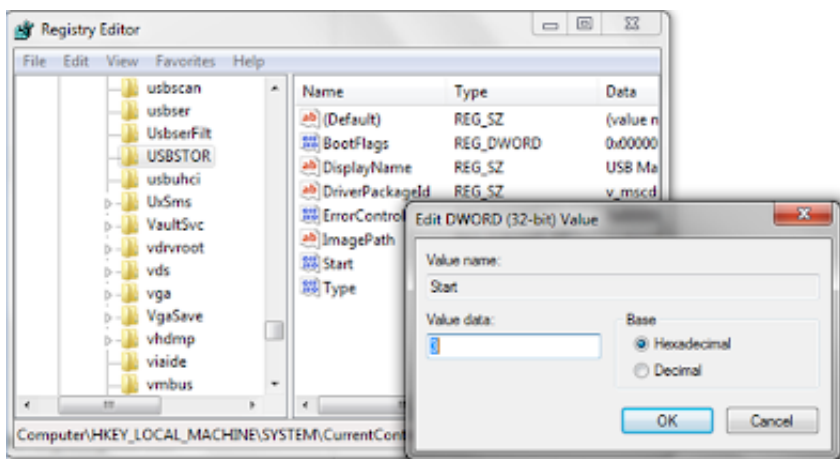 Registry Editor
File Edit View Favorites Help
usbscan
usbser
UsbserFilt
USBSTOR
usbuhci
UxSms
VaultSvc
vdrvroot
vds
vga
VgaSave
vhdmp
viaide
vmbus
Name Type Data
(Default) REG_SZ (value n
BootFlags REG_DWORD 0x00000
DisplayName REG_SZ USB Ma
DriverPackageId REG_SZ v_mscd
ErrorControl
ImagePath
Start
Type
Edit DWORD (32-bit) Value
Value name:
Start
Value data:
Base
3
Hexadecimal
Decimal
OK Cancel
Computer\HKEY_LOCAL_MACHINE\SYSTEM\CurrentCont